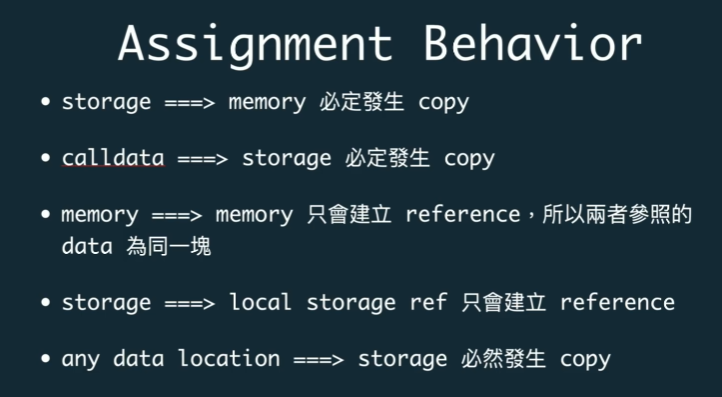 Assignment Behavior
• storage ===> memory 必定發生 copy
• calldata ===> storage 必定發生 copy
• memory ===> memory 只會建立 reference，所以兩者參照的
data 為同一塊
• storage ===> local storage ref 只會建立 reference
• any data location ===> storage 必然發生 copy